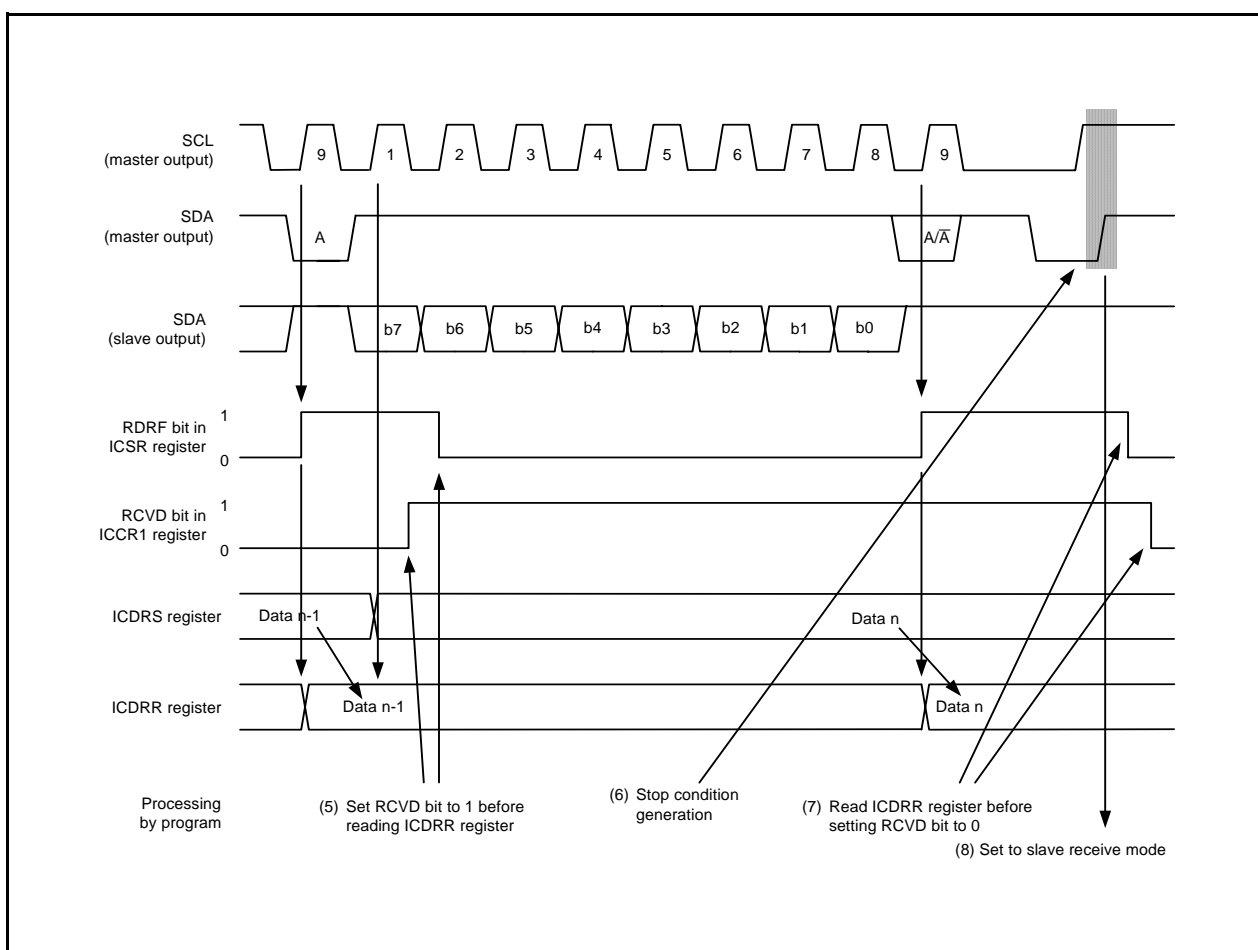 SCL
(master output)
9
1
2
3
4
5
6
7
8
9
SDA
(master output)
A
A/A̅
SDA
(slave output)
b7
b6
b5
b4
b3
b2
b1
b0
RDRF bit in
ICSR register
1
0
RCVD bit in
ICCR1 register
1
0
ICDRS register
Data n-1
Data n
ICDRR register
Data n-1
Data n
Processing
by program
(5) Set RCVD bit to 1 before
reading ICDRR register
(6) Stop condition
generation
(7) Read ICDRR register before
setting RCVD bit to 0
(8) Set to slave receive mode